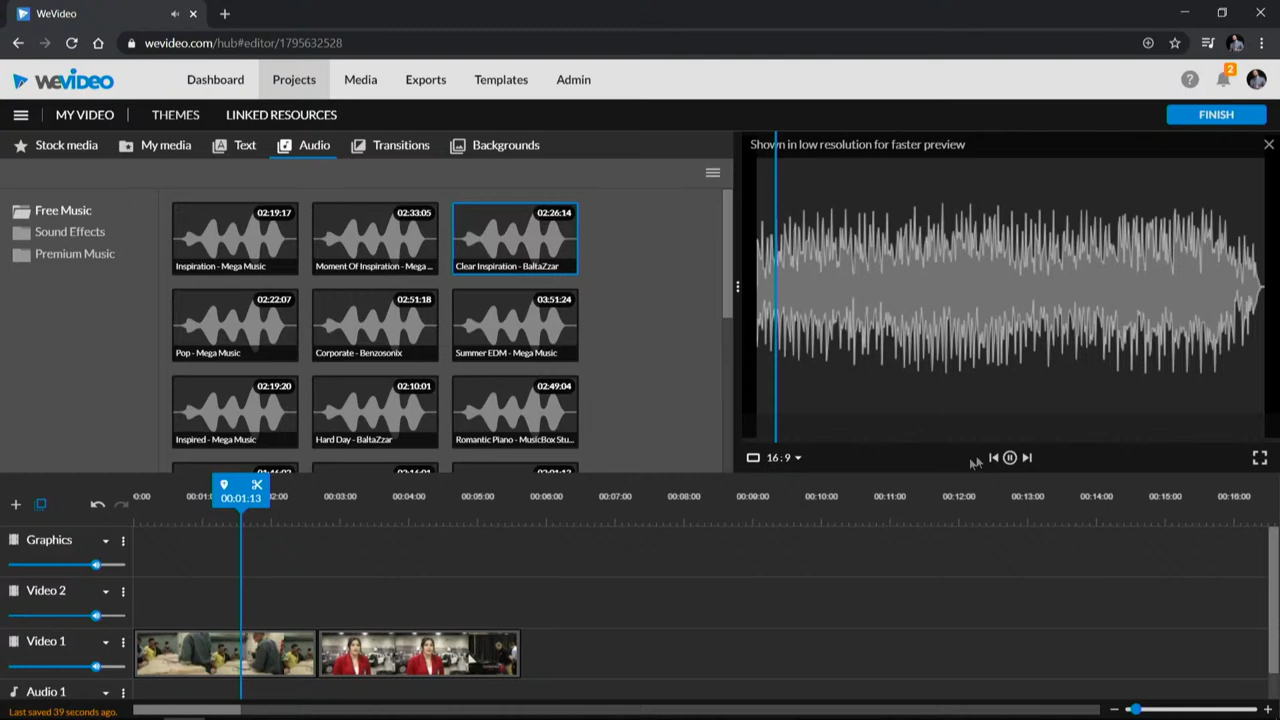 WeVideo
wevideo.com/hub#editor/1795632528
WEVIDEO
Dashboard
Projects
Media
Exports
Templates
Admin
2
MY VIDEO
THEMES
LINKED RESOURCES
FINISH
Stock media
My media
Text
Audio
Transitions
Backgrounds
Shown in low resolution for faster preview
Free Music
Sound Effects
Premium Music
02:19:17
Inspiration - Mega Music
02:33:05
Moment Of Inspiration - Mega ...
02:26:14
Clear Inspiration - BaltaZzar
02:22:07
Pop - Mega Music
02:51:18
Corporate - Benzosonix
03:51:24
Summer EDM - Mega Music
02:19:20
Inspired - Mega Music
02:10:01
Hard Day - BaltaZzar
02:49:04
Romantic Piano - MusicBox Stu...
16:9
00:01:13
0:00
02:00
00:03:00
00:04:00
00:05:00
00:06:00
00:07:00
00:08:00
00:09:00
00:10:00
00:11:00
00:12:00
00:13:00
00:14:00
00:15:00
00:16:00
Graphics
Video 2
Video 1
Audio 1
Last saved 39 seconds ago.